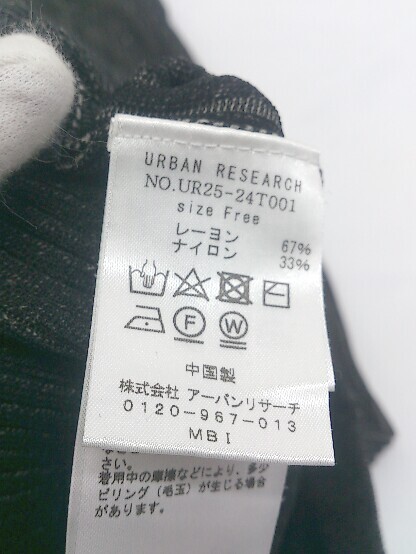 URBAN RESEARCH
NO.UR25-24T001
size Free
レーヨン 67%
ナイロン 33%
F W
中国製
株式会社 アーバンリサーチ
0120-967-013
MBI
さい。
着用中の摩擦などにより、多少
ピリング（毛玉）が生じる場合
があります。